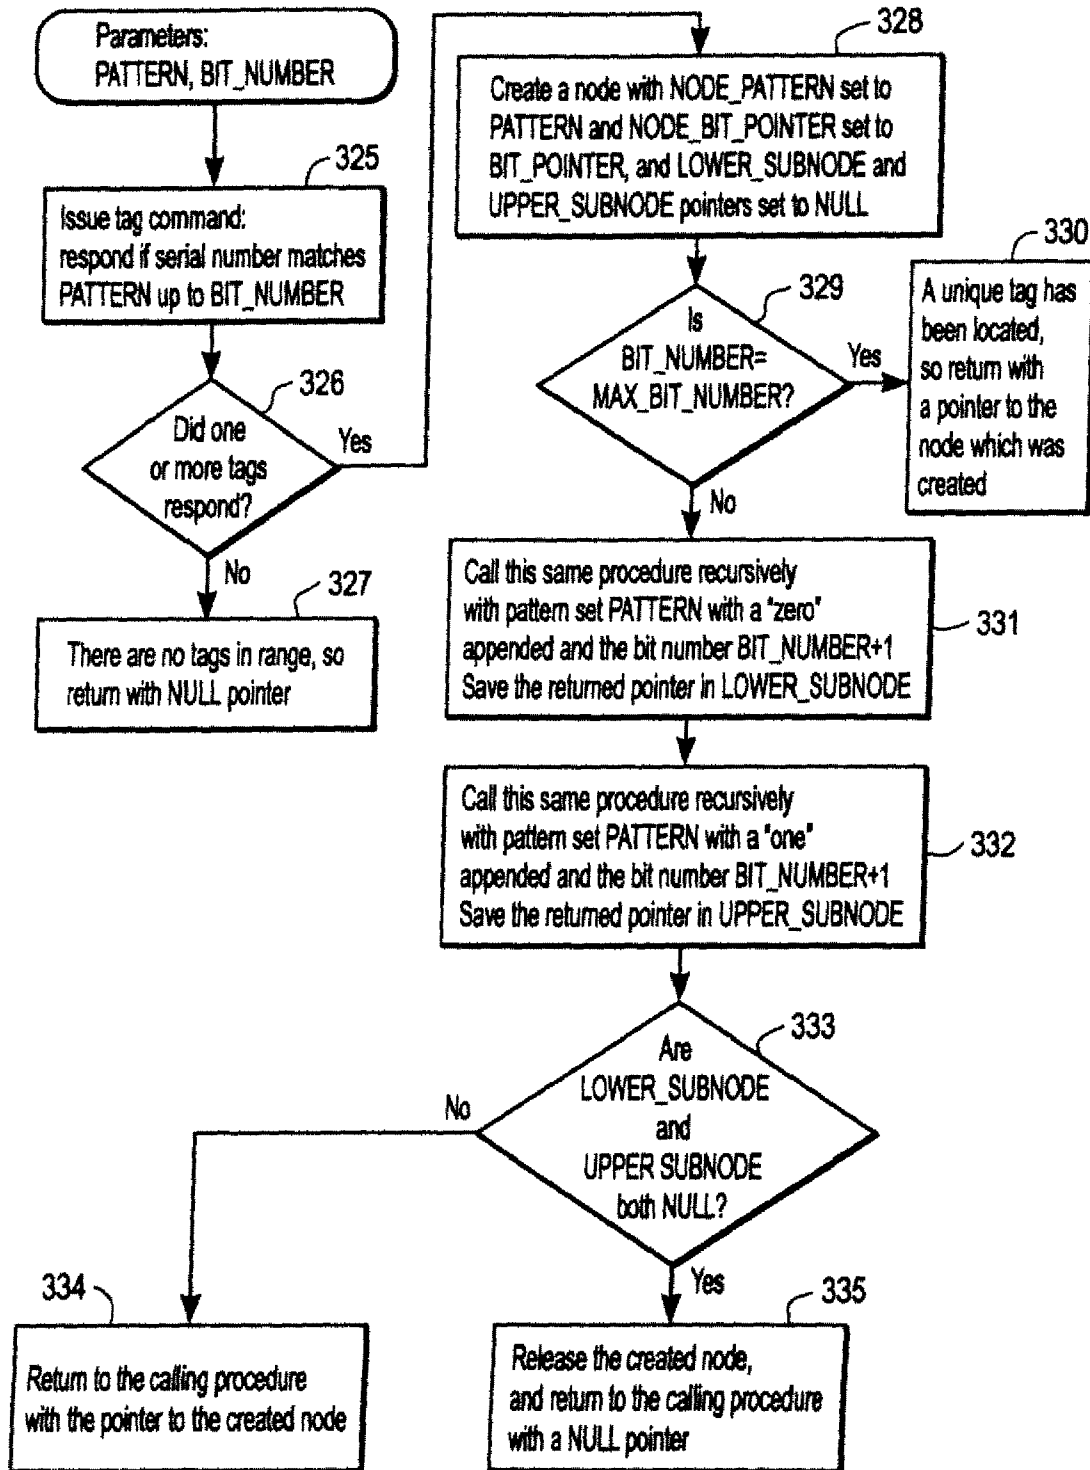 Parameters:
PATTERN, BIT_NUMBER
325
Issue tag command:
respond if serial number matches
PATTERN up to BIT_NUMBER
326
Did one
or more tags
respond?
Yes
No
327
There are no tags in range, so
return with NULL pointer
328
Create a node with NODE_PATTERN set to
PATTERN and NODE_BIT_POINTER set to
BIT_POINTER, and LOWER_SUBNODE and
UPPER_SUBNODE pointers set to NULL
329
Is
BIT_NUMBER=
MAX_BIT_NUMBER?
Yes
No
330
A unique tag has
been located,
so return with
a pointer to the
node which was
created
Call this same procedure recursively
with pattern set PATTERN with a "zero"
appended and the bit number BIT_NUMBER+1
Save the returned pointer in LOWER_SUBNODE
331
Call this same procedure recursively
with pattern set PATTERN with a "one"
appended and the bit number BIT_NUMBER+1
Save the returned pointer in UPPER_SUBNODE
332
333
Are
LOWER_SUBNODE
and
UPPER SUBNODE
both NULL?
No
Yes
334
Return to the calling procedure
with the pointer to the created node
335
Release the created node,
and return to the calling procedure
with a NULL pointer